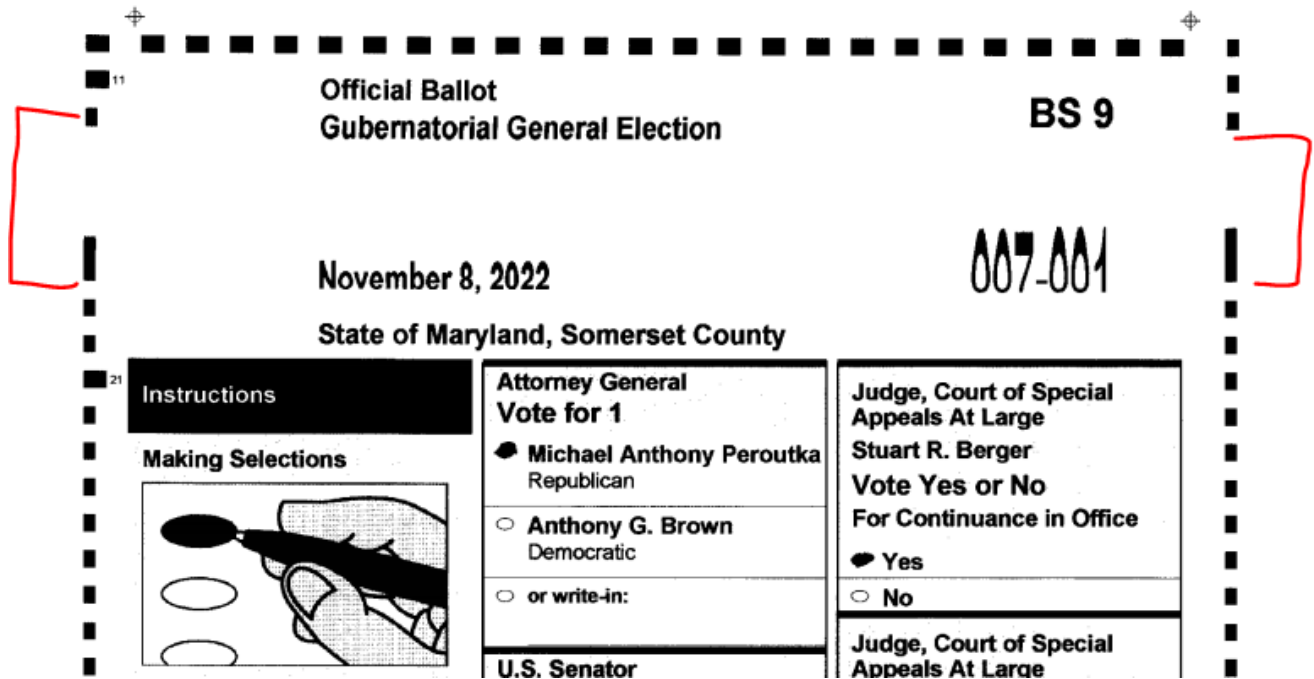 11
Official Ballot
Gubernatorial General Election
BS 9
November 8, 2022
007-001
State of Maryland, Somerset County
21
Instructions
Making Selections
Attorney General
Vote for 1
Michael Anthony Peroutka
Republican
Anthony G. Brown
Democratic
or write-in:
U.S. Senator
Judge, Court of Special
Appeals At Large
Stuart R. Berger
Vote Yes or No
For Continuance in Office
Yes
No
Judge, Court of Special
Appeals At Large